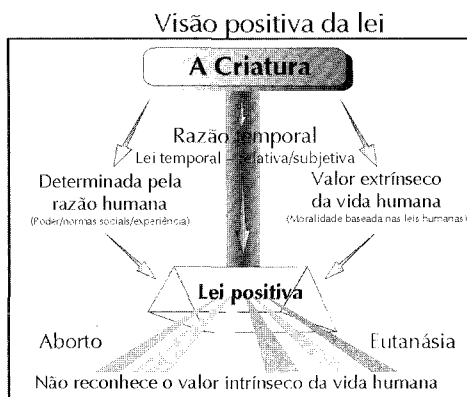 Visão positiva da lei
A Criatura
Razão temporal
Lei temporal – relativa/subjetiva
Determinada pela
razão humana
(Poder/normas sociais/experiência)
Valor extrínseco
da vida humana
(Moralidade baseada nas leis humanas)
Lei positiva
Aborto
Eutanásia
Não reconhece o valor intrínseco da vida humana